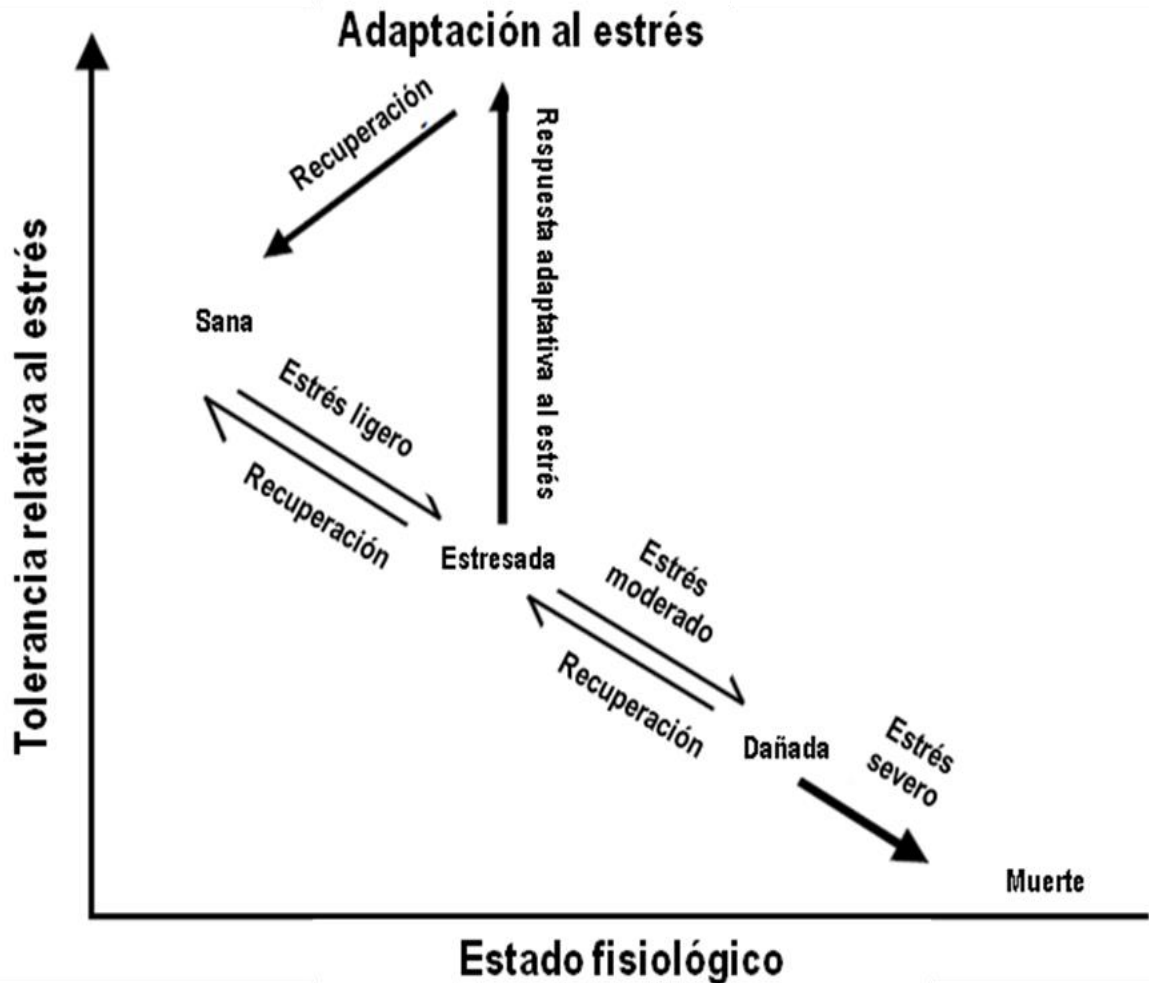 Adaptación al estrés
Recuperación
Respuesta adaptativa al estrés
Tolerancia relativa al estrés
Sana
Estrés ligero
Recuperación
Estresada
Estrés
moderado
Recuperación
Dañada
Estrés
severo
Muerte
Estado fisiológico